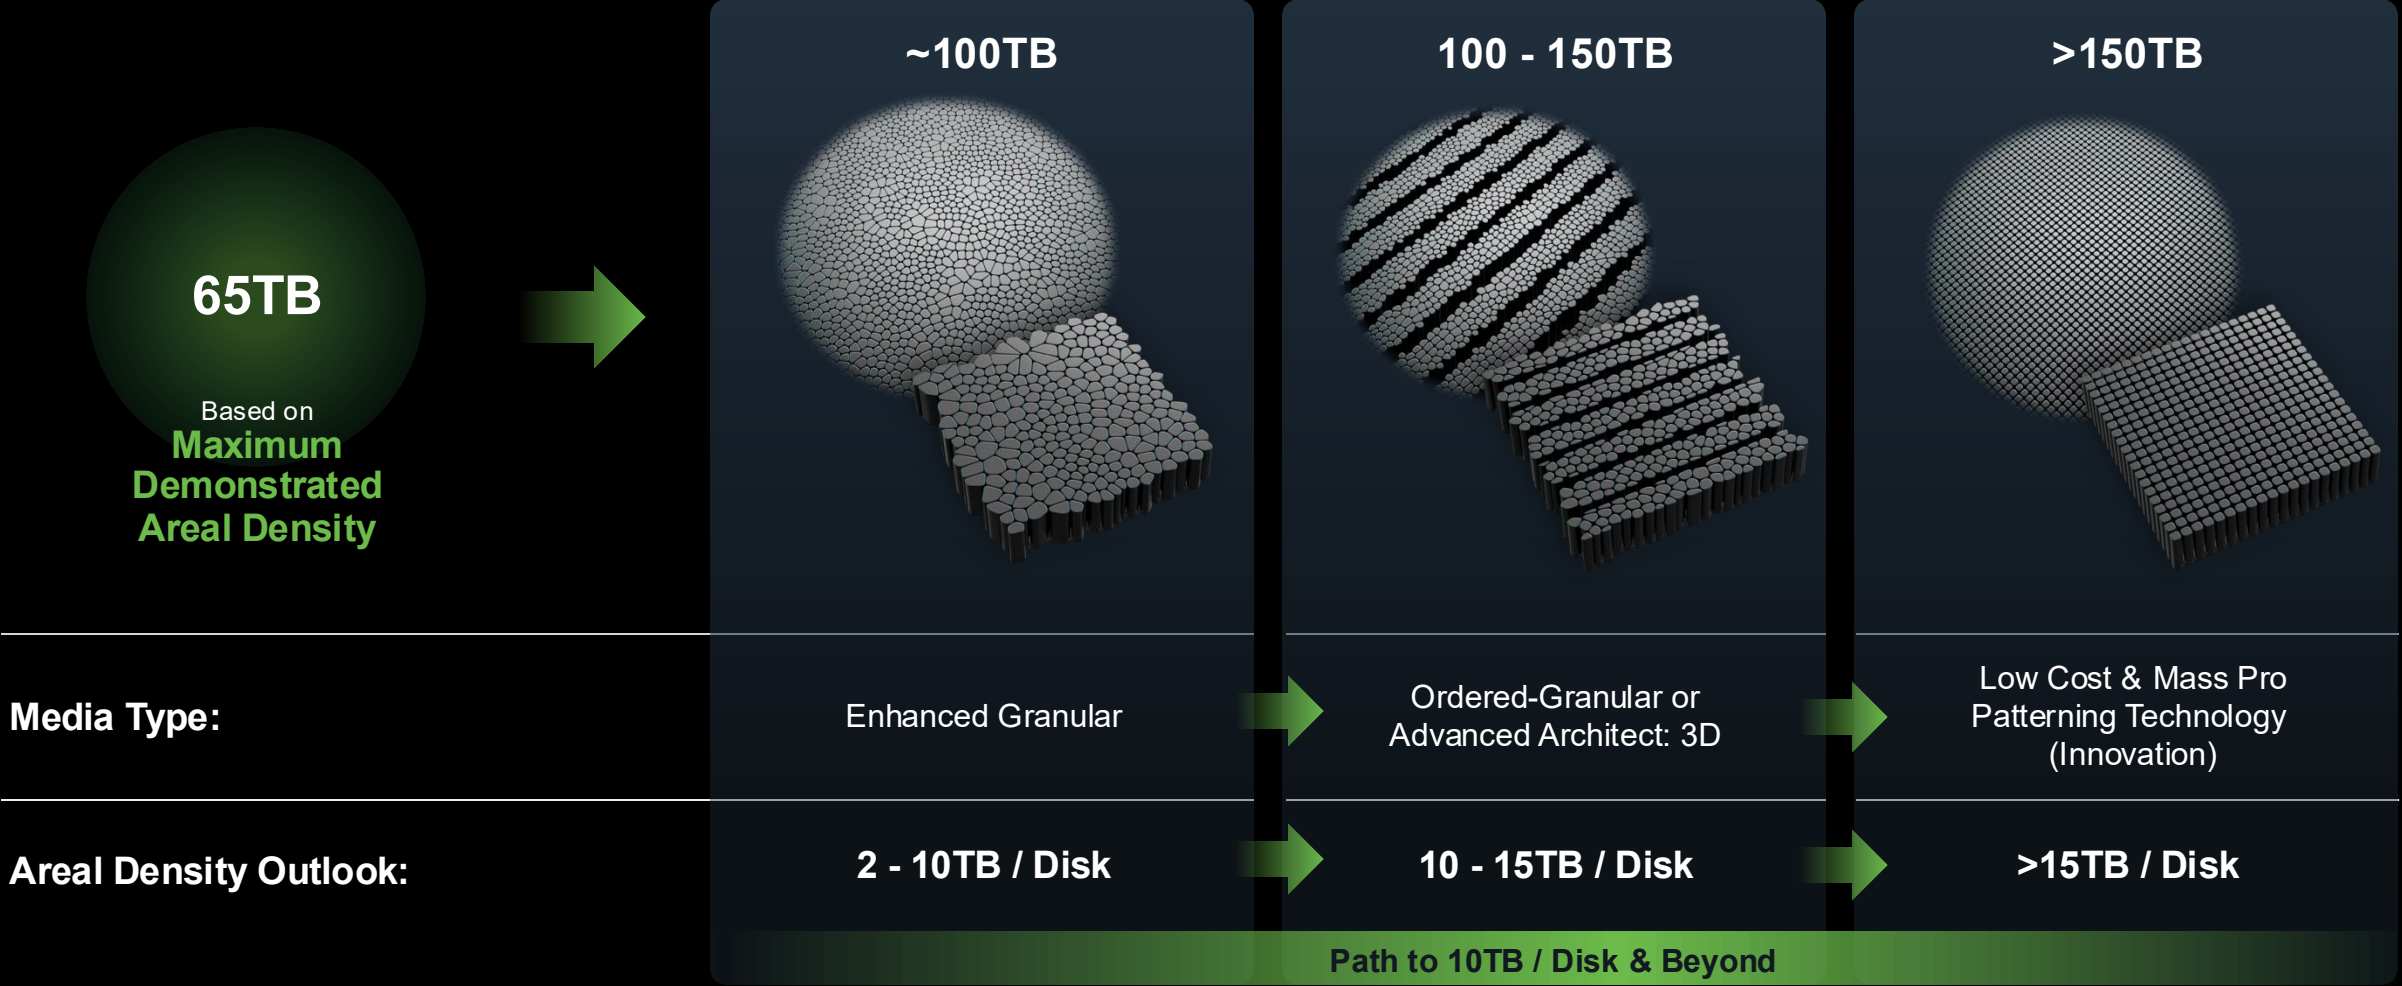 65TB
Based on
Maximum
Demonstrated
Areal Density
~100TB
100 - 150TB
>150TB
Media Type:
Enhanced Granular
Ordered-Granular or
Advanced Architect: 3D
Low Cost & Mass Pro
Patterning Technology
(Innovation)
Areal Density Outlook:
2 - 10TB / Disk
10 - 15TB / Disk
>15TB / Disk
Path to 10TB / Disk & Beyond